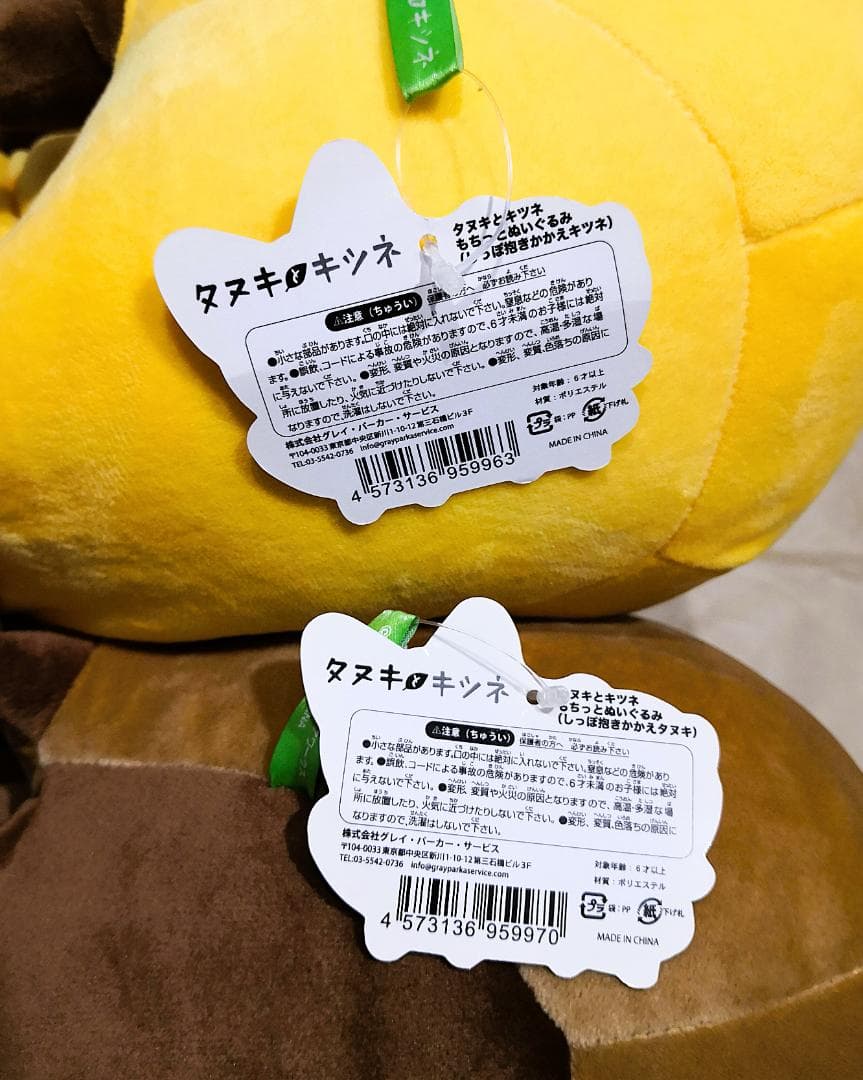 キツネ
タヌキとキツネ
タヌキとキツネ
もちっとぬいぐるみ
(しっぽ抱きかかえキツネ)
⚠注意(ちゅうい) 保護者の方へ 必ずお読み下さい
●小さな部品があります。口の中には絶対に入れないで下さい。窒息などの危険があり
ます。●誤飲、コードによる事故の危険がありますので、6才未満のお子様には絶対
に与えないで下さい。●変形、変質や火災の原因となりますので、高温・多湿な場
所に放置したり、火気に近づけたりしないで下さい。●変形、変質、色落ちの原因に
なりますので、洗濯はしないで下さい。
株式会社グレイ・パーカー・サービス
〒104-0033 東京都中央区新川1-10-12 第三石橋ビル3F
TEL:03-5542-0736 info@grayparkaservice.com
対象年齢:6才以上
材質:ポリエステル
プラ 袋:PP 紙 下げ札
MADE IN CHINA
4 573136 959963
タヌキとキツネ
ヌキとキツネ
もちっとぬいぐるみ
(しっぽ抱きかかえタヌキ)
⚠注意(ちゅうい) 保護者の方へ 必ずお読み下さい
●小さな部品があります。口の中には絶対に入れないで下さい。窒息などの危険があり
ます。●誤飲、コードによる事故の危険がありますので、6才未満のお子様には絶対
に与えないで下さい。●変形、変質や火災の原因となりますので、高温・多湿な場
所に放置したり、火気に近づけたりしないで下さい。●変形、変質、色落ちの原因に
なりますので、洗濯はしないで下さい。
株式会社グレイ・パーカー・サービス
〒104-0033 東京都中央区新川1-10-12 第三石橋ビル3F
TEL:03-5542-0736 info@grayparkaservice.com
対象年齢:6才以上
材質:ポリエステル
プラ 袋:PP 紙 下げ札
MADE IN CHINA
4 573136 959970